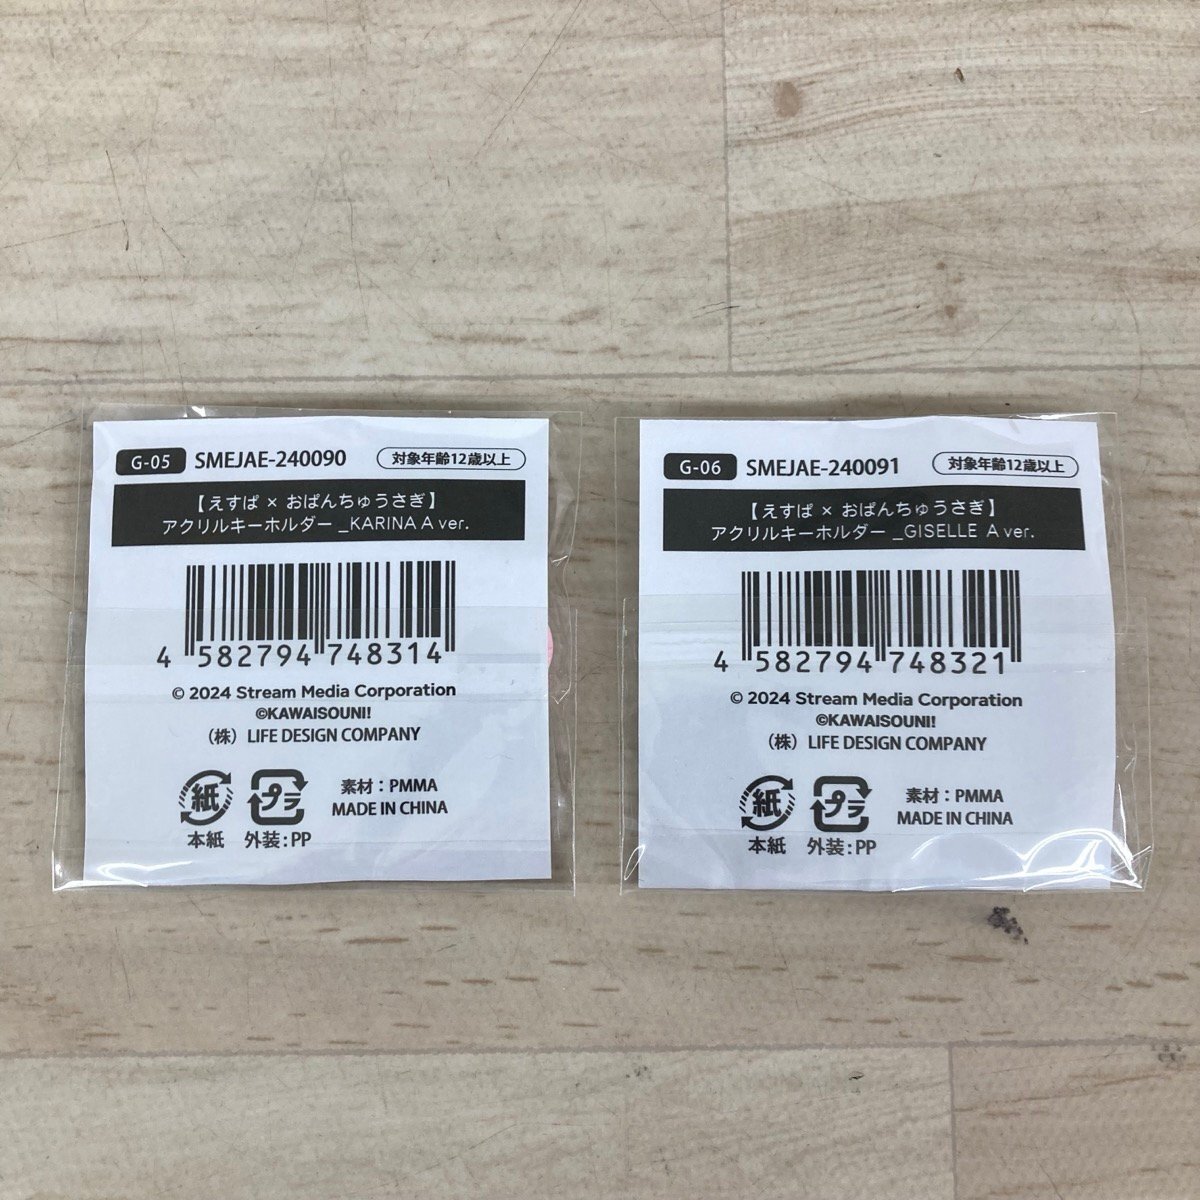 G-05 SMEJAE-240090 対象年齢12歳以上
【えすぱ × おぱんちゅうさぎ】
アクリルキーホルダー _KARINA A ver.
4 582794 748314
© 2024 Stream Media Corporation
©KAWAISOUNI!
(株) LIFE DESIGN COMPANY
紙 プラ 素材:PMMA
MADE IN CHINA
本紙 外装:PP
G-06 SMEJAE-240091 対象年齢12歳以上
【えすぱ × おぱんちゅうさぎ】
アクリルキーホルダー _GISELLE A ver.
4 582794 748321
© 2024 Stream Media Corporation
©KAWAISOUNI!
(株) LIFE DESIGN COMPANY
紙 プラ 素材:PMMA
MADE IN CHINA
本紙 外装:PP